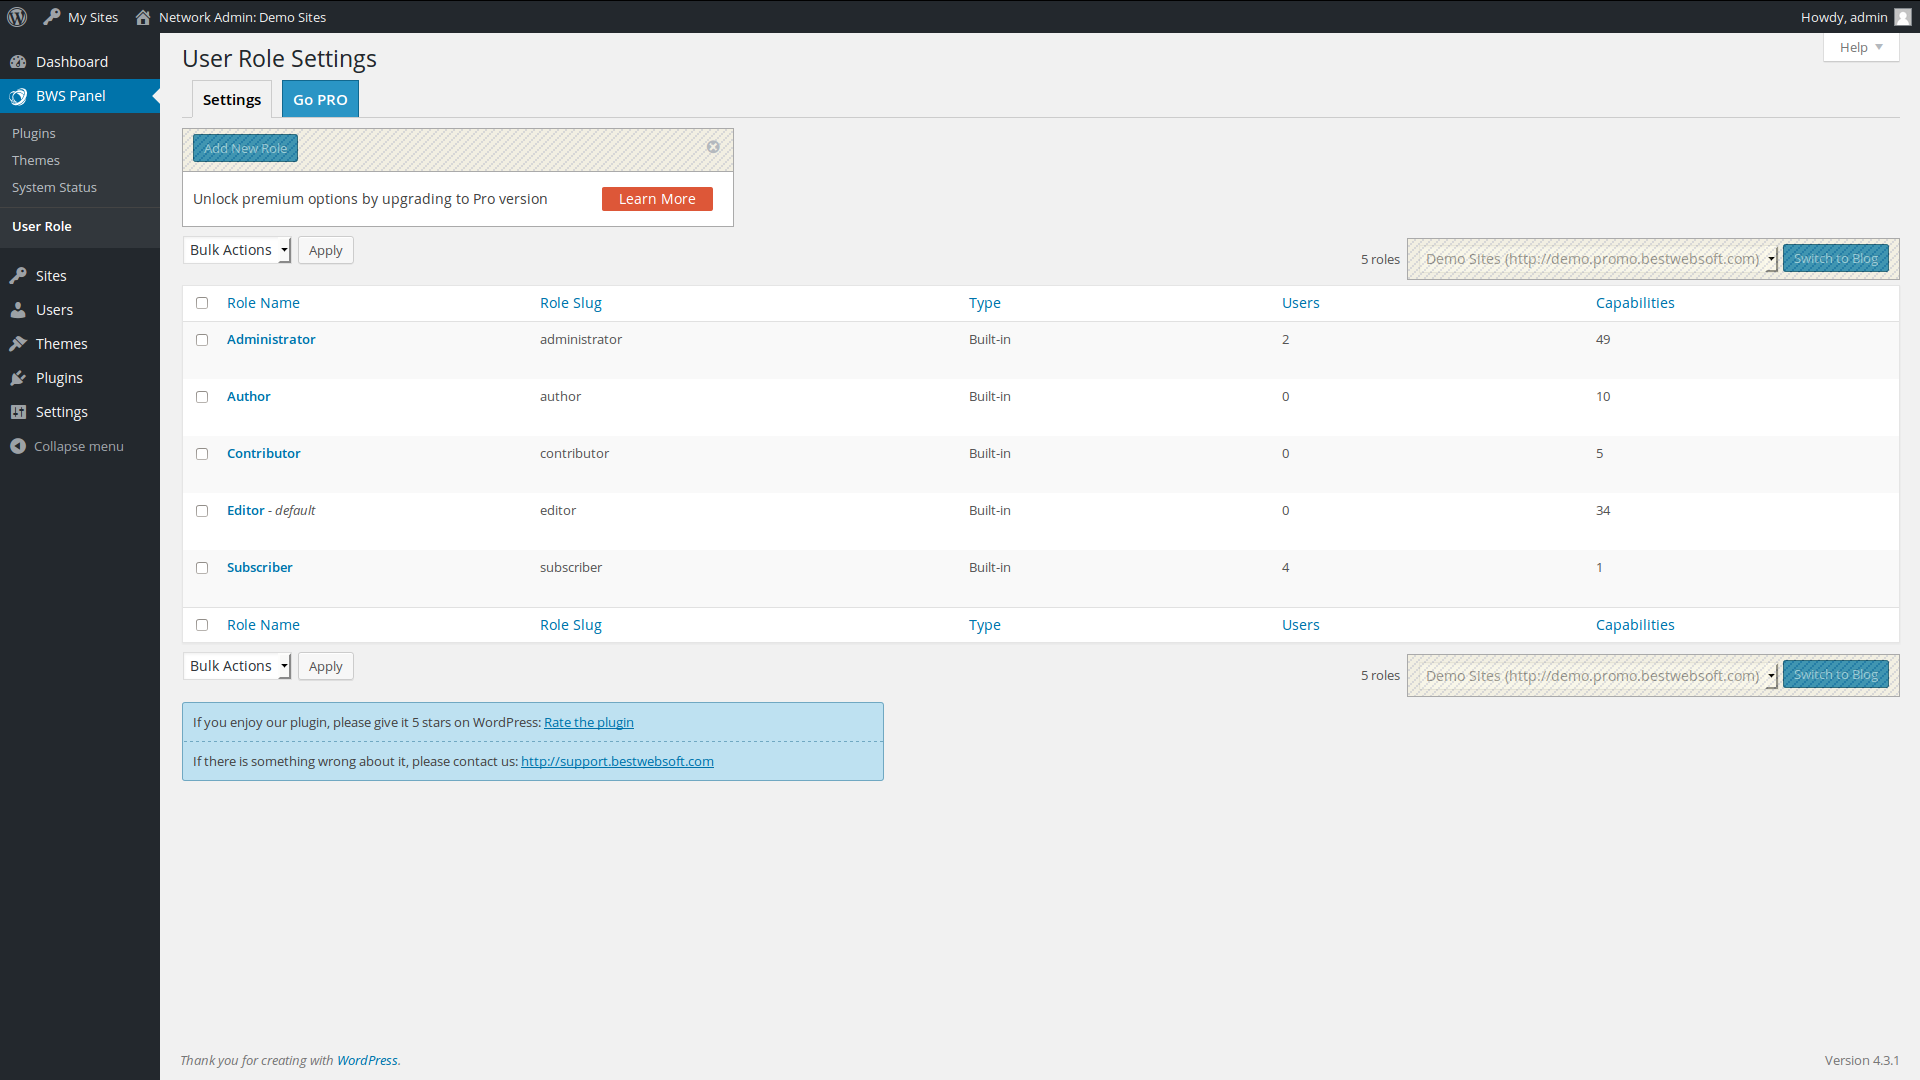 My Sites Network Admin: Demo Sites Howdy, admin
Dashboard
BWS Panel
Plugins
Themes
System Status
User Role
Sites
Users
Themes
Plugins
Settings
Collapse menu
User Role Settings
Help
Settings Go PRO
Add New Role
Unlock premium options by upgrading to Pro version Learn More
Bulk Actions Apply 5 roles Demo Sites (http://demo.promo.bestwebsoft.com) Switch to Blog
Role Name Role Slug Type Users Capabilities
Administrator administrator Built-in 2 49
Author author Built-in 0 10
Contributor contributor Built-in 0 5
Editor - default editor Built-in 0 34
Subscriber subscriber Built-in 4 1
Role Name Role Slug Type Users Capabilities
Bulk Actions Apply 5 roles Demo Sites (http://demo.promo.bestwebsoft.com) Switch to Blog
If you enjoy our plugin, please give it 5 stars on WordPress: Rate the plugin
If there is something wrong about it, please contact us: http://support.bestwebsoft.com
Thank you for creating with WordPress. Version 4.3.1